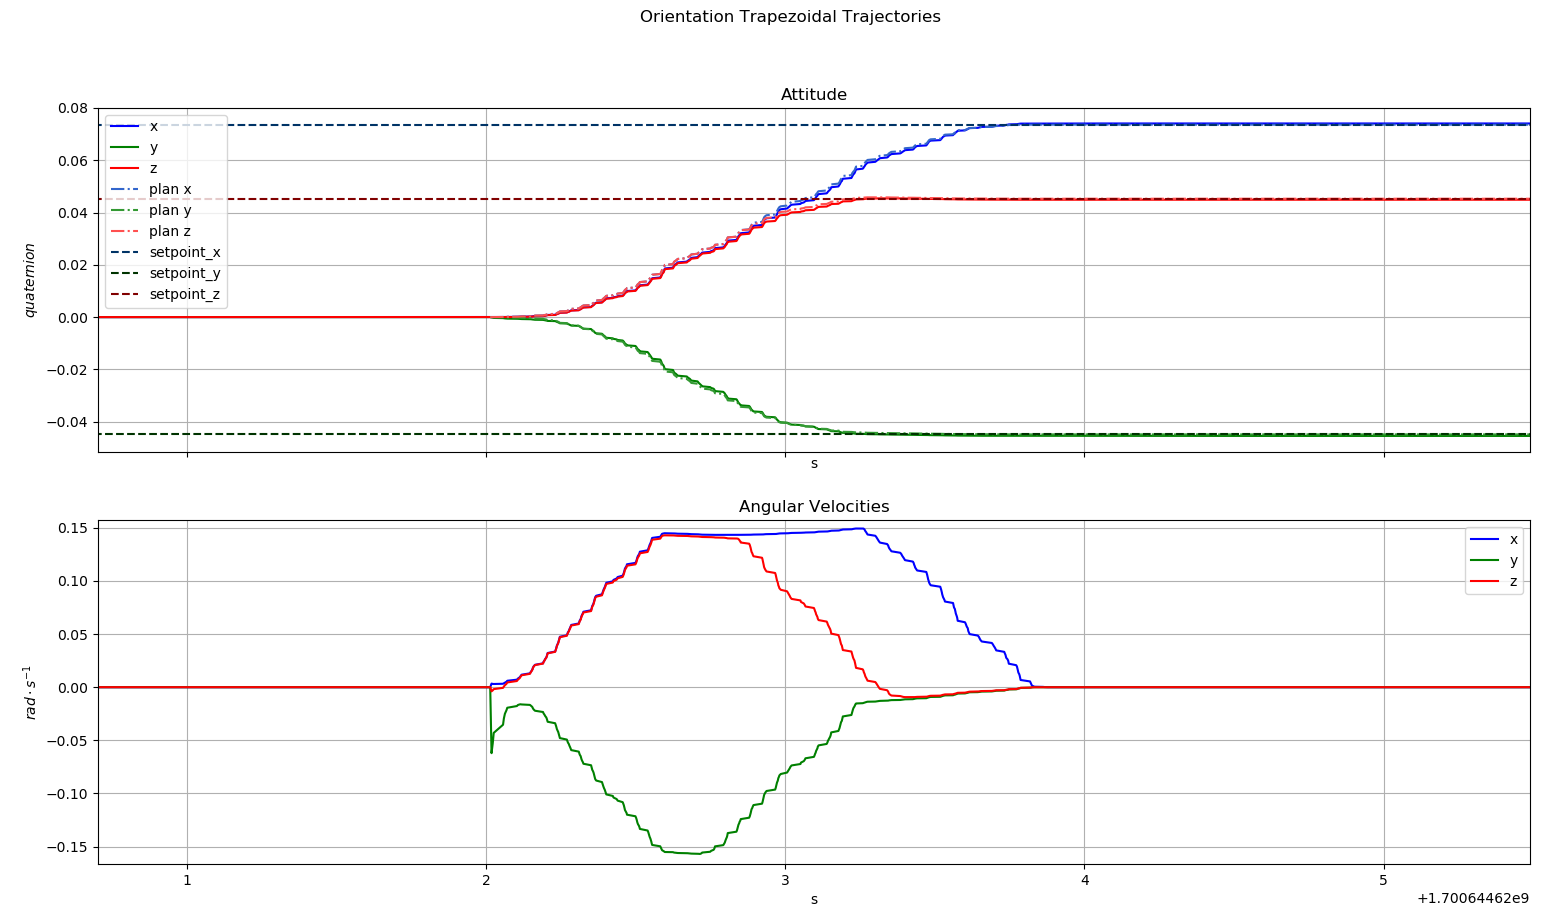 Orientation Trapezoidal Trajectories
Attitude
0.08
0.06
0.04
0.02
0.00
−0.02
−0.04
quaternion
x
y
z
plan x
plan y
plan z
setpoint_x
setpoint_y
setpoint_z
s
Angular Velocities
0.15
0.10
0.05
0.00
−0.05
−0.10
−0.15
rad · s⁻¹
x
y
z
1 2 3 4 5
s
+1.70064462e9